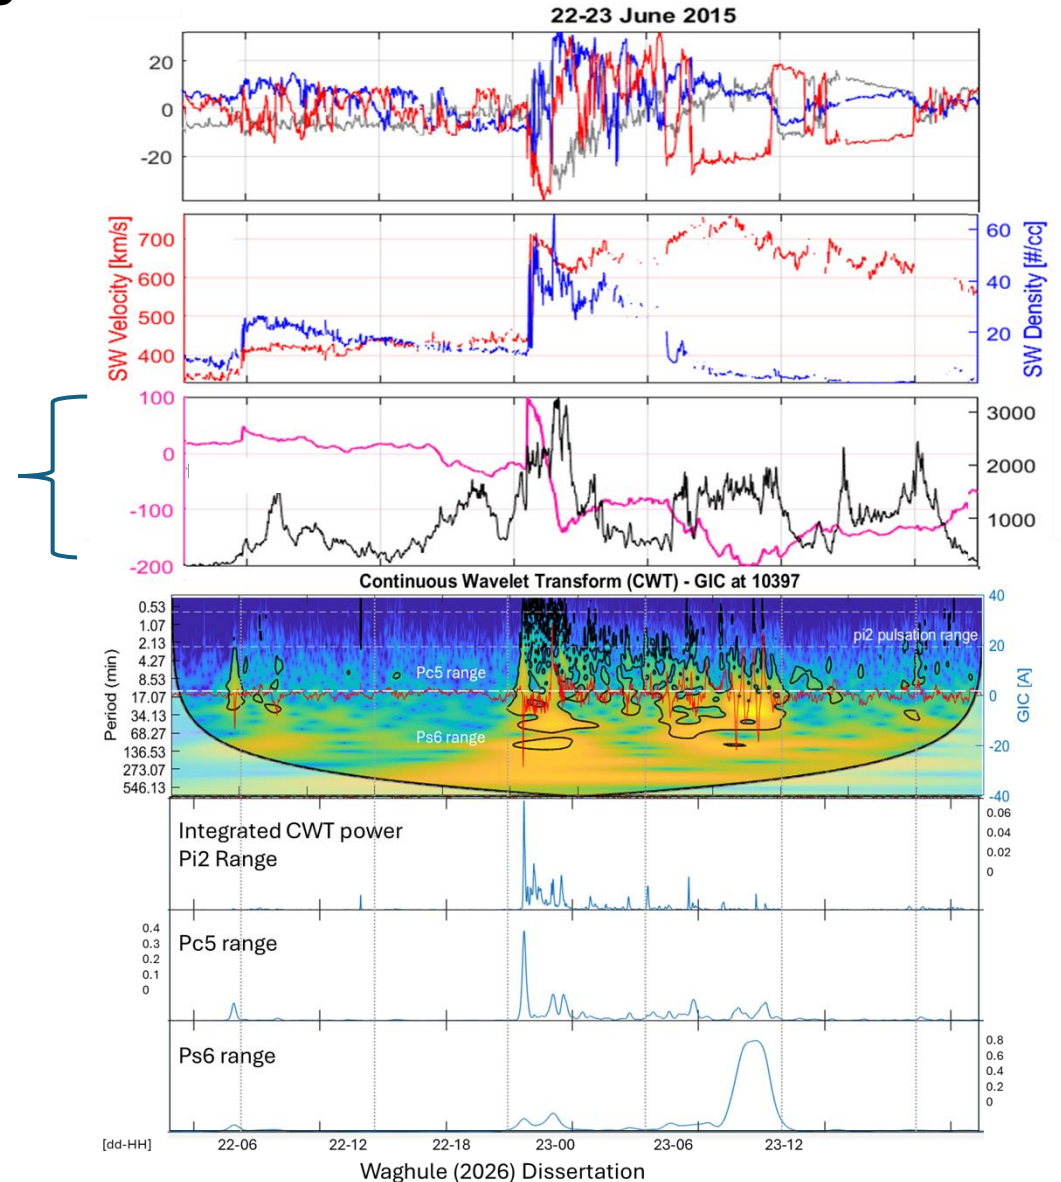 22-23 June 2015
20
0
-20
SW Velocity [km/s]
700
600
500
400
SW Density [#/cc]
60
40
20
100
0
-100
-200
3000
2000
1000
Continuous Wavelet Transform (CWT) - GIC at 10397
Period (min)
0.53
1.07
2.13
4.27
8.53
17.07
34.13
68.27
136.53
273.07
546.13
pi2 pulsation range
Pc5 range
Ps6 range
40
20
0
-20
-40
GIC [A]
Integrated CWT power
Pi2 Range
0.06
0.04
0.02
0
Pc5 range
0.4
0.3
0.2
0.1
0
Ps6 range
0.8
0.6
0.4
0.2
0
[dd-HH]
22-06 22-12 22-18 23-00 23-06 23-12
Waghule (2026) Dissertation